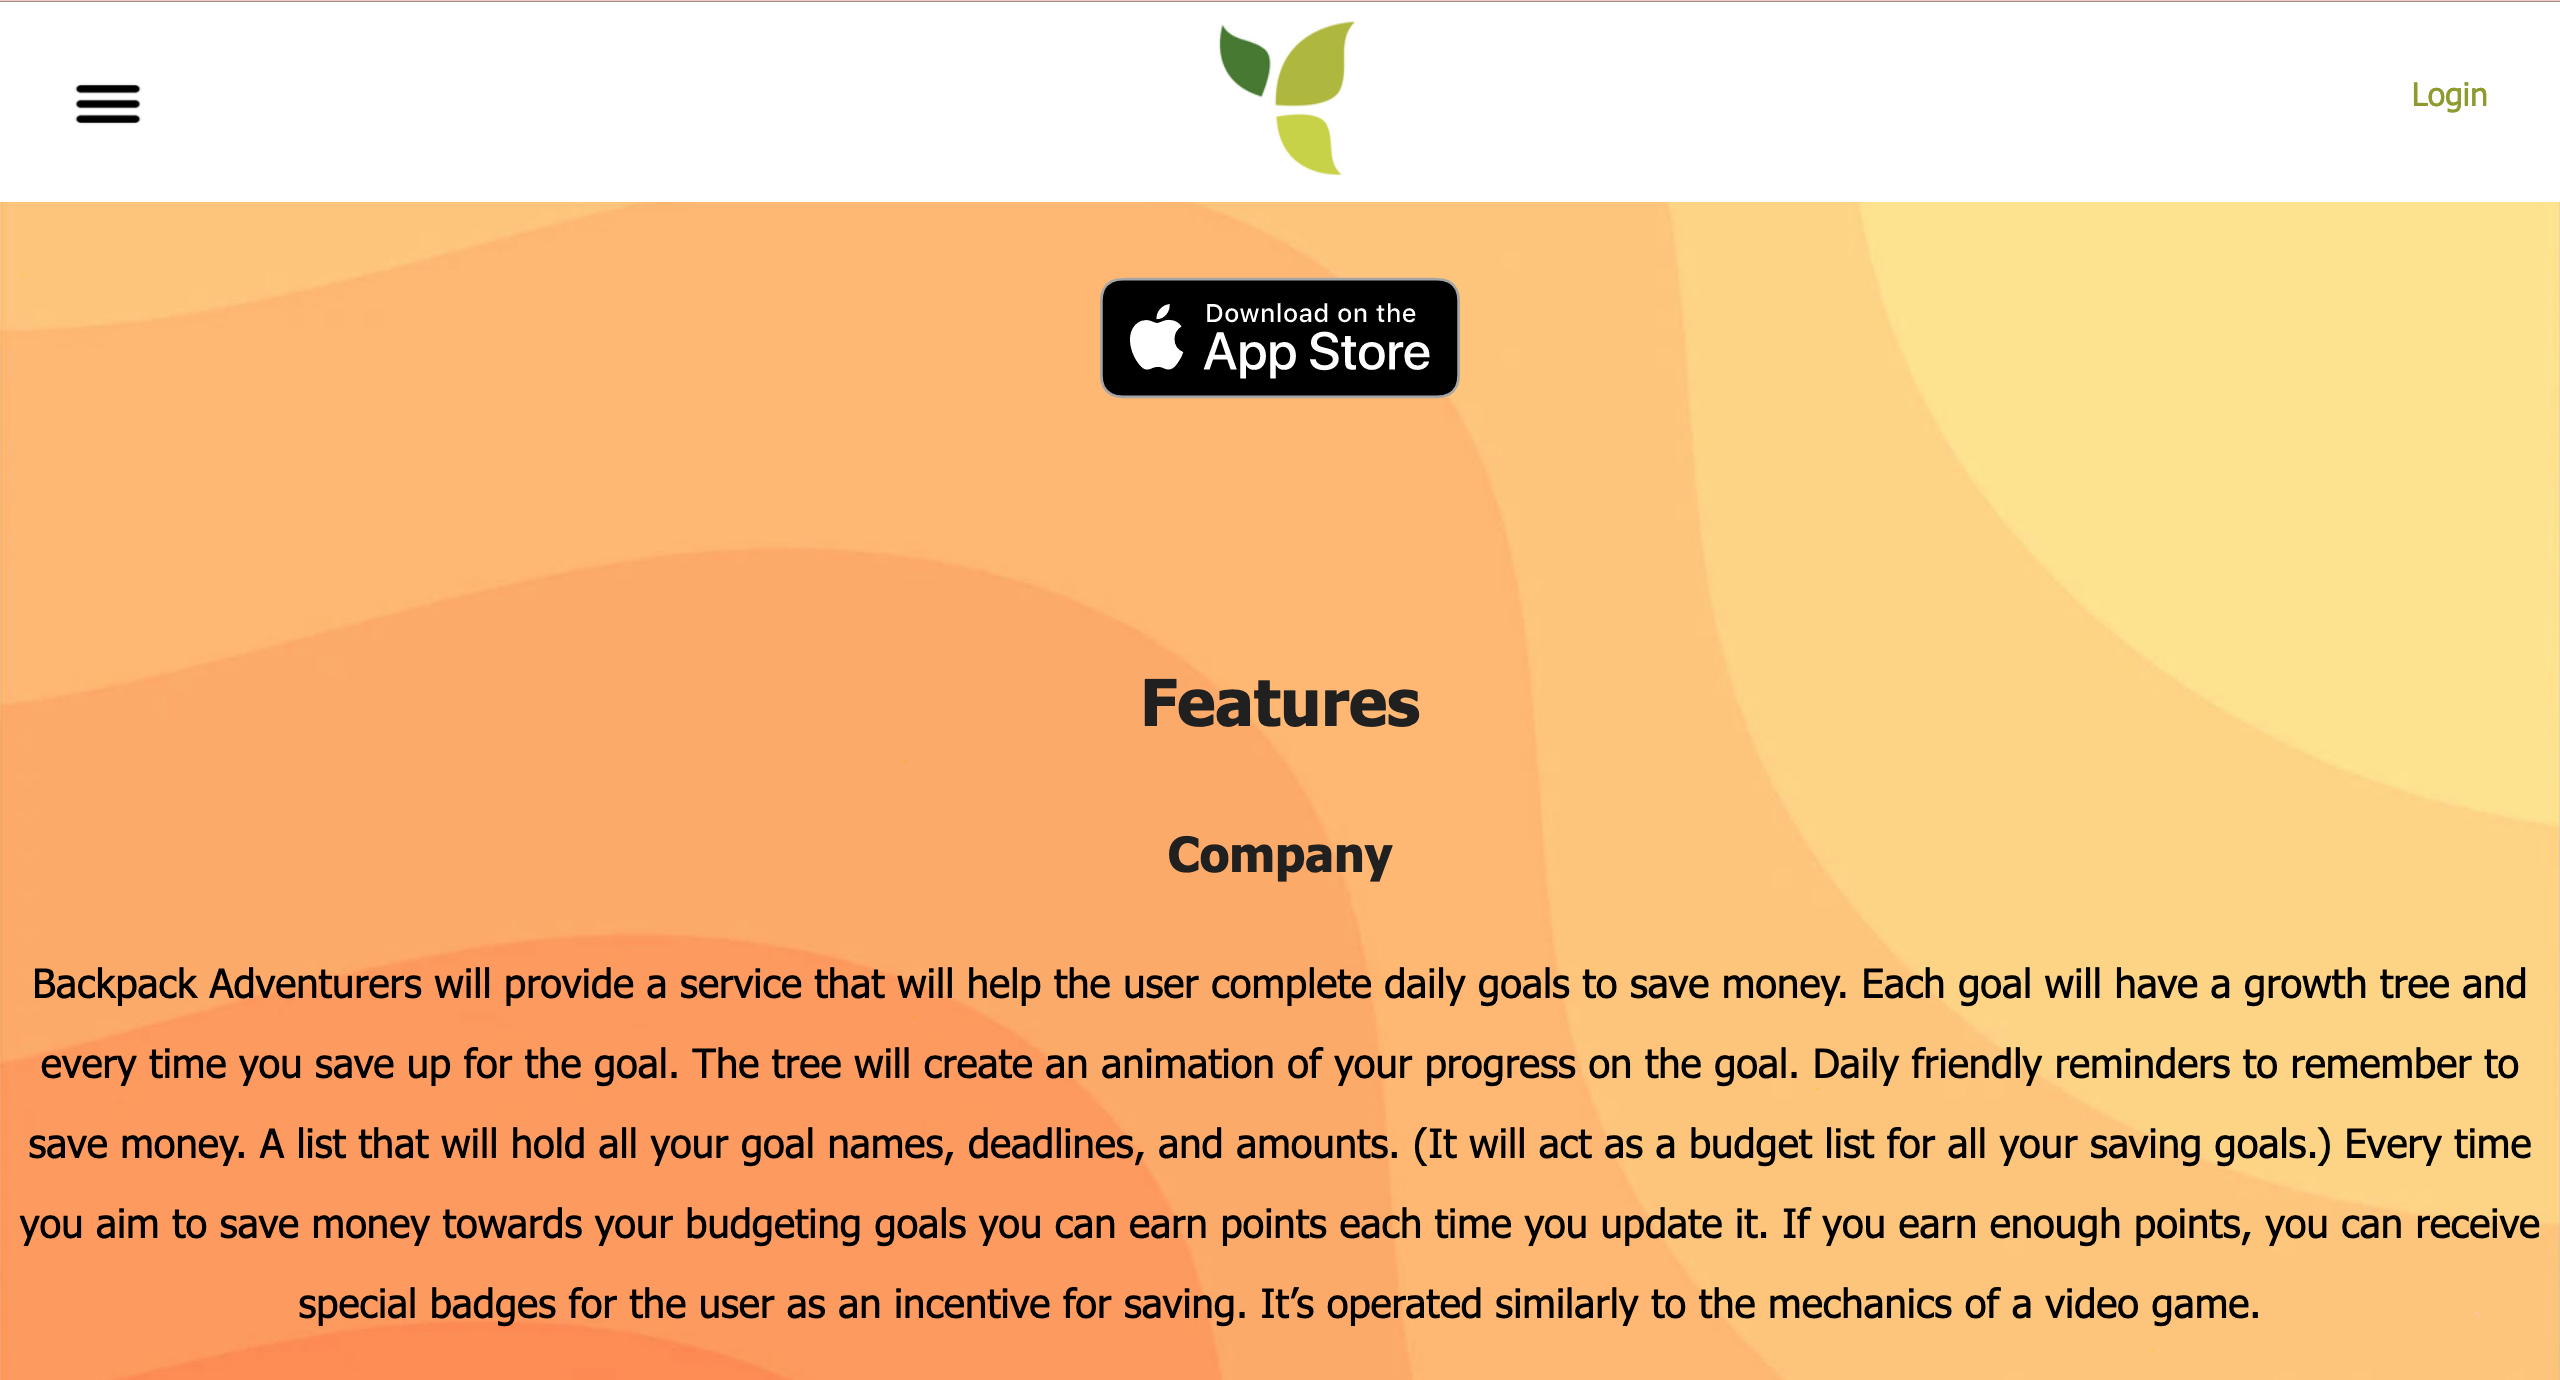 Login
Download on the
App Store
Features
Company
Backpack Adventurers will provide a service that will help the user complete daily goals to save money. Each goal will have a growth tree and
every time you save up for the goal. The tree will create an animation of your progress on the goal. Daily friendly reminders to remember to
save money. A list that will hold all your goal names, deadlines, and amounts. (It will act as a budget list for all your saving goals.) Every time
you aim to save money towards your budgeting goals you can earn points each time you update it. If you earn enough points, you can receive
special badges for the user as an incentive for saving. It’s operated similarly to the mechanics of a video game.